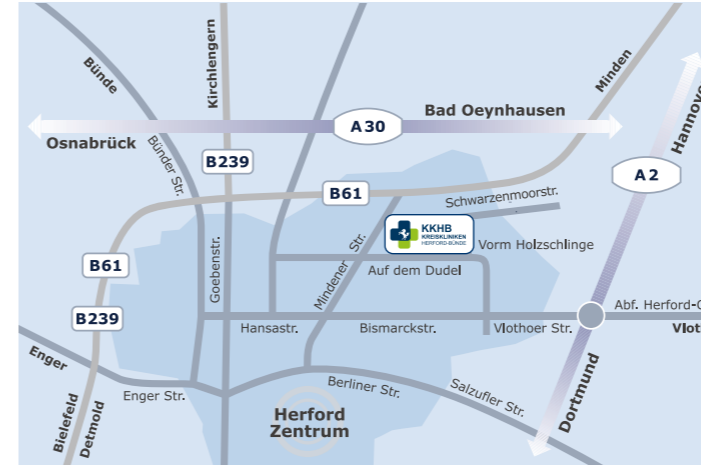 Bünde
Kirchlengern
Minden
Bad Oeynhausen
A 30
Osnabrück
Hannove
A 2
Bünder Str.
B239
B61
Schwarzenmoorstr.
KKHB
KREISKLINIKEN
HERFORD-BÜNDE
Vorm Holzschlinge
Mindener Str.
Auf dem Dudel
B61
Goebenstr.
B239
Abf. Herford-O
Hansastr.
Bismarckstr.
Vlothoer Str.
Vlot
Enger
Enger Str.
Berliner Str.
Salzufler Str.
Dortmund
Bielefeld
Detmold
Herford
Zentrum